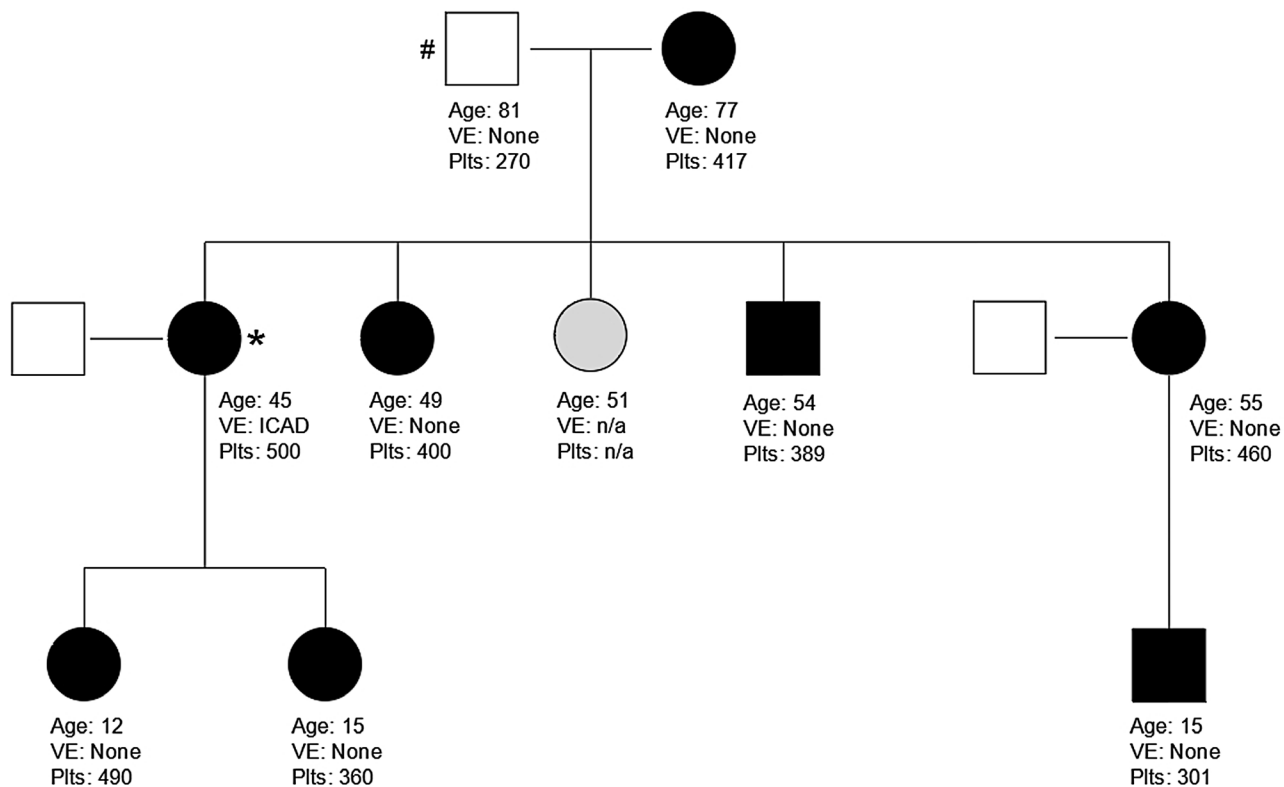 #
Age: 81
VE: None
Plts: 270
Age: 77
VE: None
Plts: 417
*
Age: 45
VE: ICAD
Plts: 500
Age: 49
VE: None
Plts: 400
Age: 51
VE: n/a
Plts: n/a
Age: 54
VE: None
Plts: 389
Age: 55
VE: None
Plts: 460
Age: 12
VE: None
Plts: 490
Age: 15
VE: None
Plts: 360
Age: 15
VE: None
Plts: 301